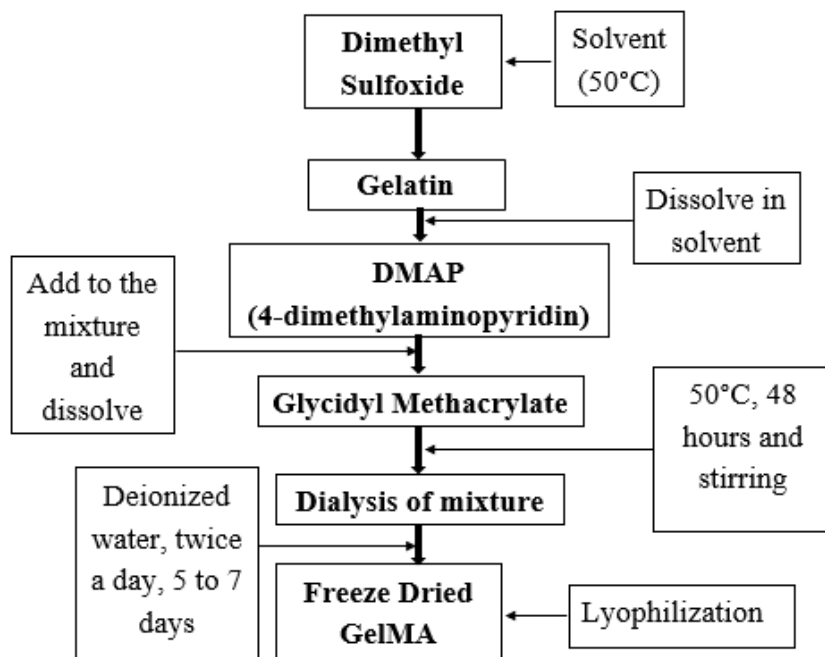 Dimethyl
Sulfoxide
Solvent
(50°C)
Gelatin
Dissolve in
solvent
DMAP
(4-dimethylaminopyridin)
Add to the
mixture
and
dissolve
Glycidyl Methacrylate
50°C, 48
hours and
stirring
Dialysis of mixture
Deionized
water, twice
a day, 5 to 7
days
Freeze Dried
GelMA
Lyophilization